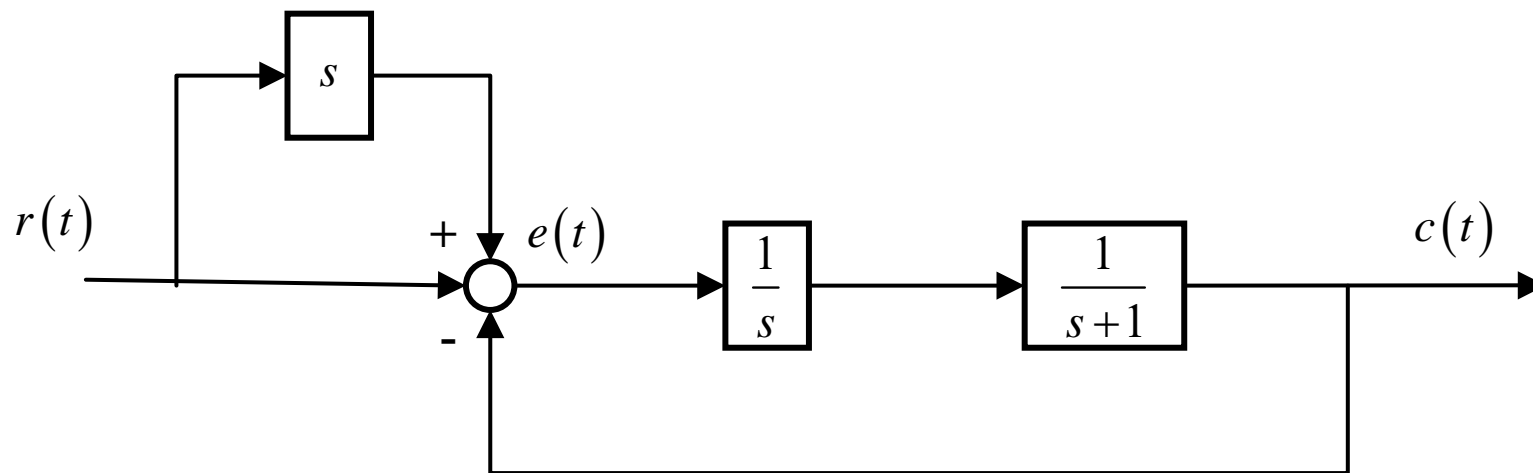 s
r(t)
+
e(t)
1/s
1/(s+1)
c(t)
-